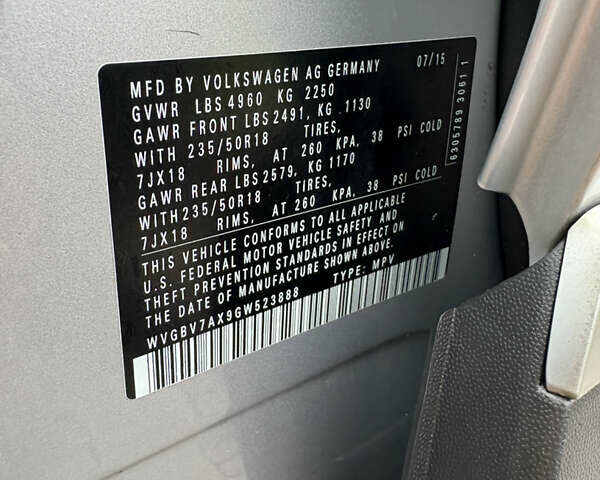 MFD BY VOLKSWAGEN AG GERMANY 07/15
GVWR LBS 4960 KG 2250
GAWR FRONT LBS 2491, KG .1130
WITH 235/50R18 TIRES,
7JX18 RIMS, AT 260 KPA, 38 PSI COLD
GAWR REAR LBS 2579, KG 1170
WITH 235/50R18 TIRES,
7JX18 RIMS, AT 260 KPA, 38 PSI COLD
THIS VEHICLE CONFORMS TO ALL APPLICABLE
U.S. FEDERAL MOTOR VEHICLE SAFETY AND
THEFT PREVENTION STANDARDS IN EFFECT ON
THE DATE OF MANUFACTURE SHOWN ABOVE.
WVGBV7AX9GW523888 TYPE: MPV
6305789 3061 1